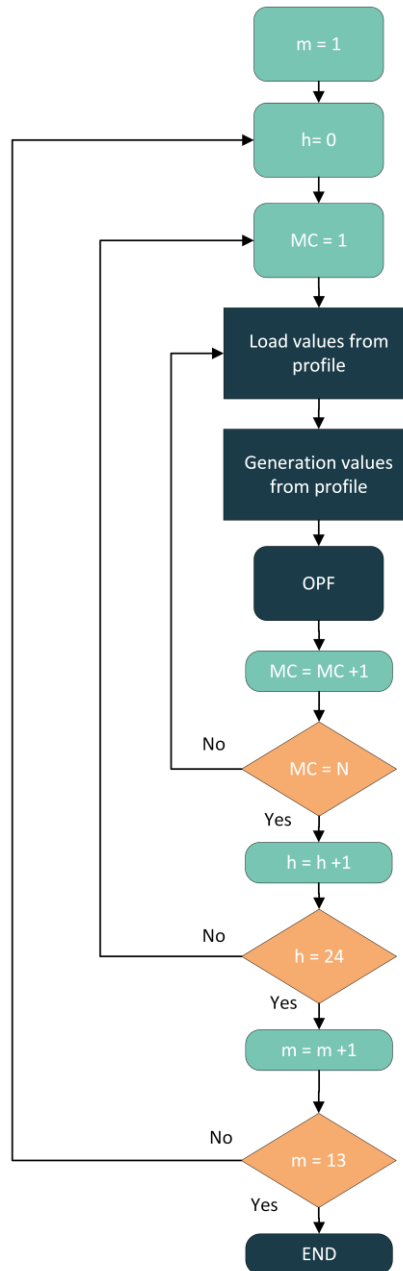 m = 1
h= 0
MC = 1
Load values from
profile
Generation values
from profile
OPF
MC = MC +1
No
MC = N
Yes
h = h +1
No
h = 24
Yes
m = m +1
No
m = 13
Yes
END